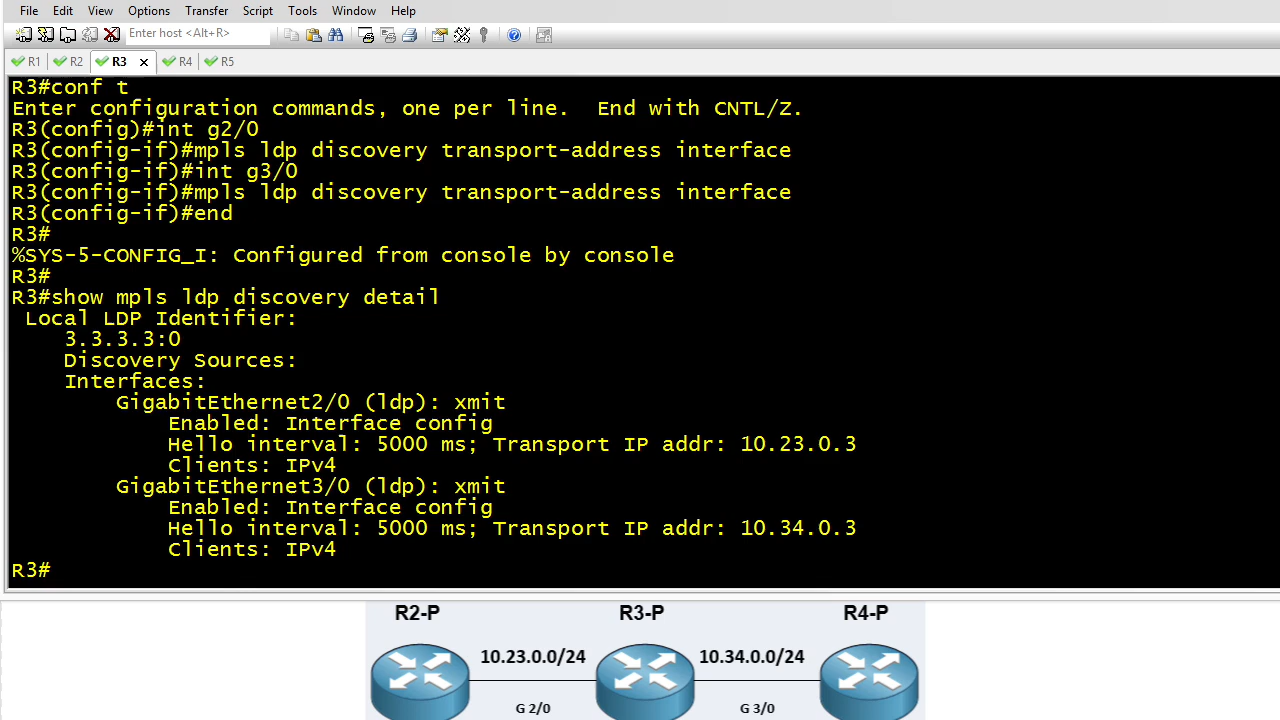 File Edit View Options Transfer Script Tools Window Help
Enter host <Alt+R>
R1 R2 R3 x R4 R5
R3#conf t
Enter configuration commands, one per line.  End with CNTL/Z.
R3(config)#int g2/0
R3(config-if)#mpls ldp discovery transport-address interface
R3(config-if)#int g3/0
R3(config-if)#mpls ldp discovery transport-address interface
R3(config-if)#end
R3#
%SYS-5-CONFIG_I: Configured from console by console
R3#
R3#show mpls ldp discovery detail
 Local LDP Identifier:
    3.3.3.3:0
    Discovery Sources:
    Interfaces:
        GigabitEthernet2/0 (ldp): xmit
            Enabled: Interface config
            Hello interval: 5000 ms; Transport IP addr: 10.23.0.3
            Clients: IPv4
        GigabitEthernet3/0 (ldp): xmit
            Enabled: Interface config
            Hello interval: 5000 ms; Transport IP addr: 10.34.0.3
            Clients: IPv4
R3#
R2-P R3-P R4-P
10.23.0.0/24 10.34.0.0/24
G 2/0 G 3/0